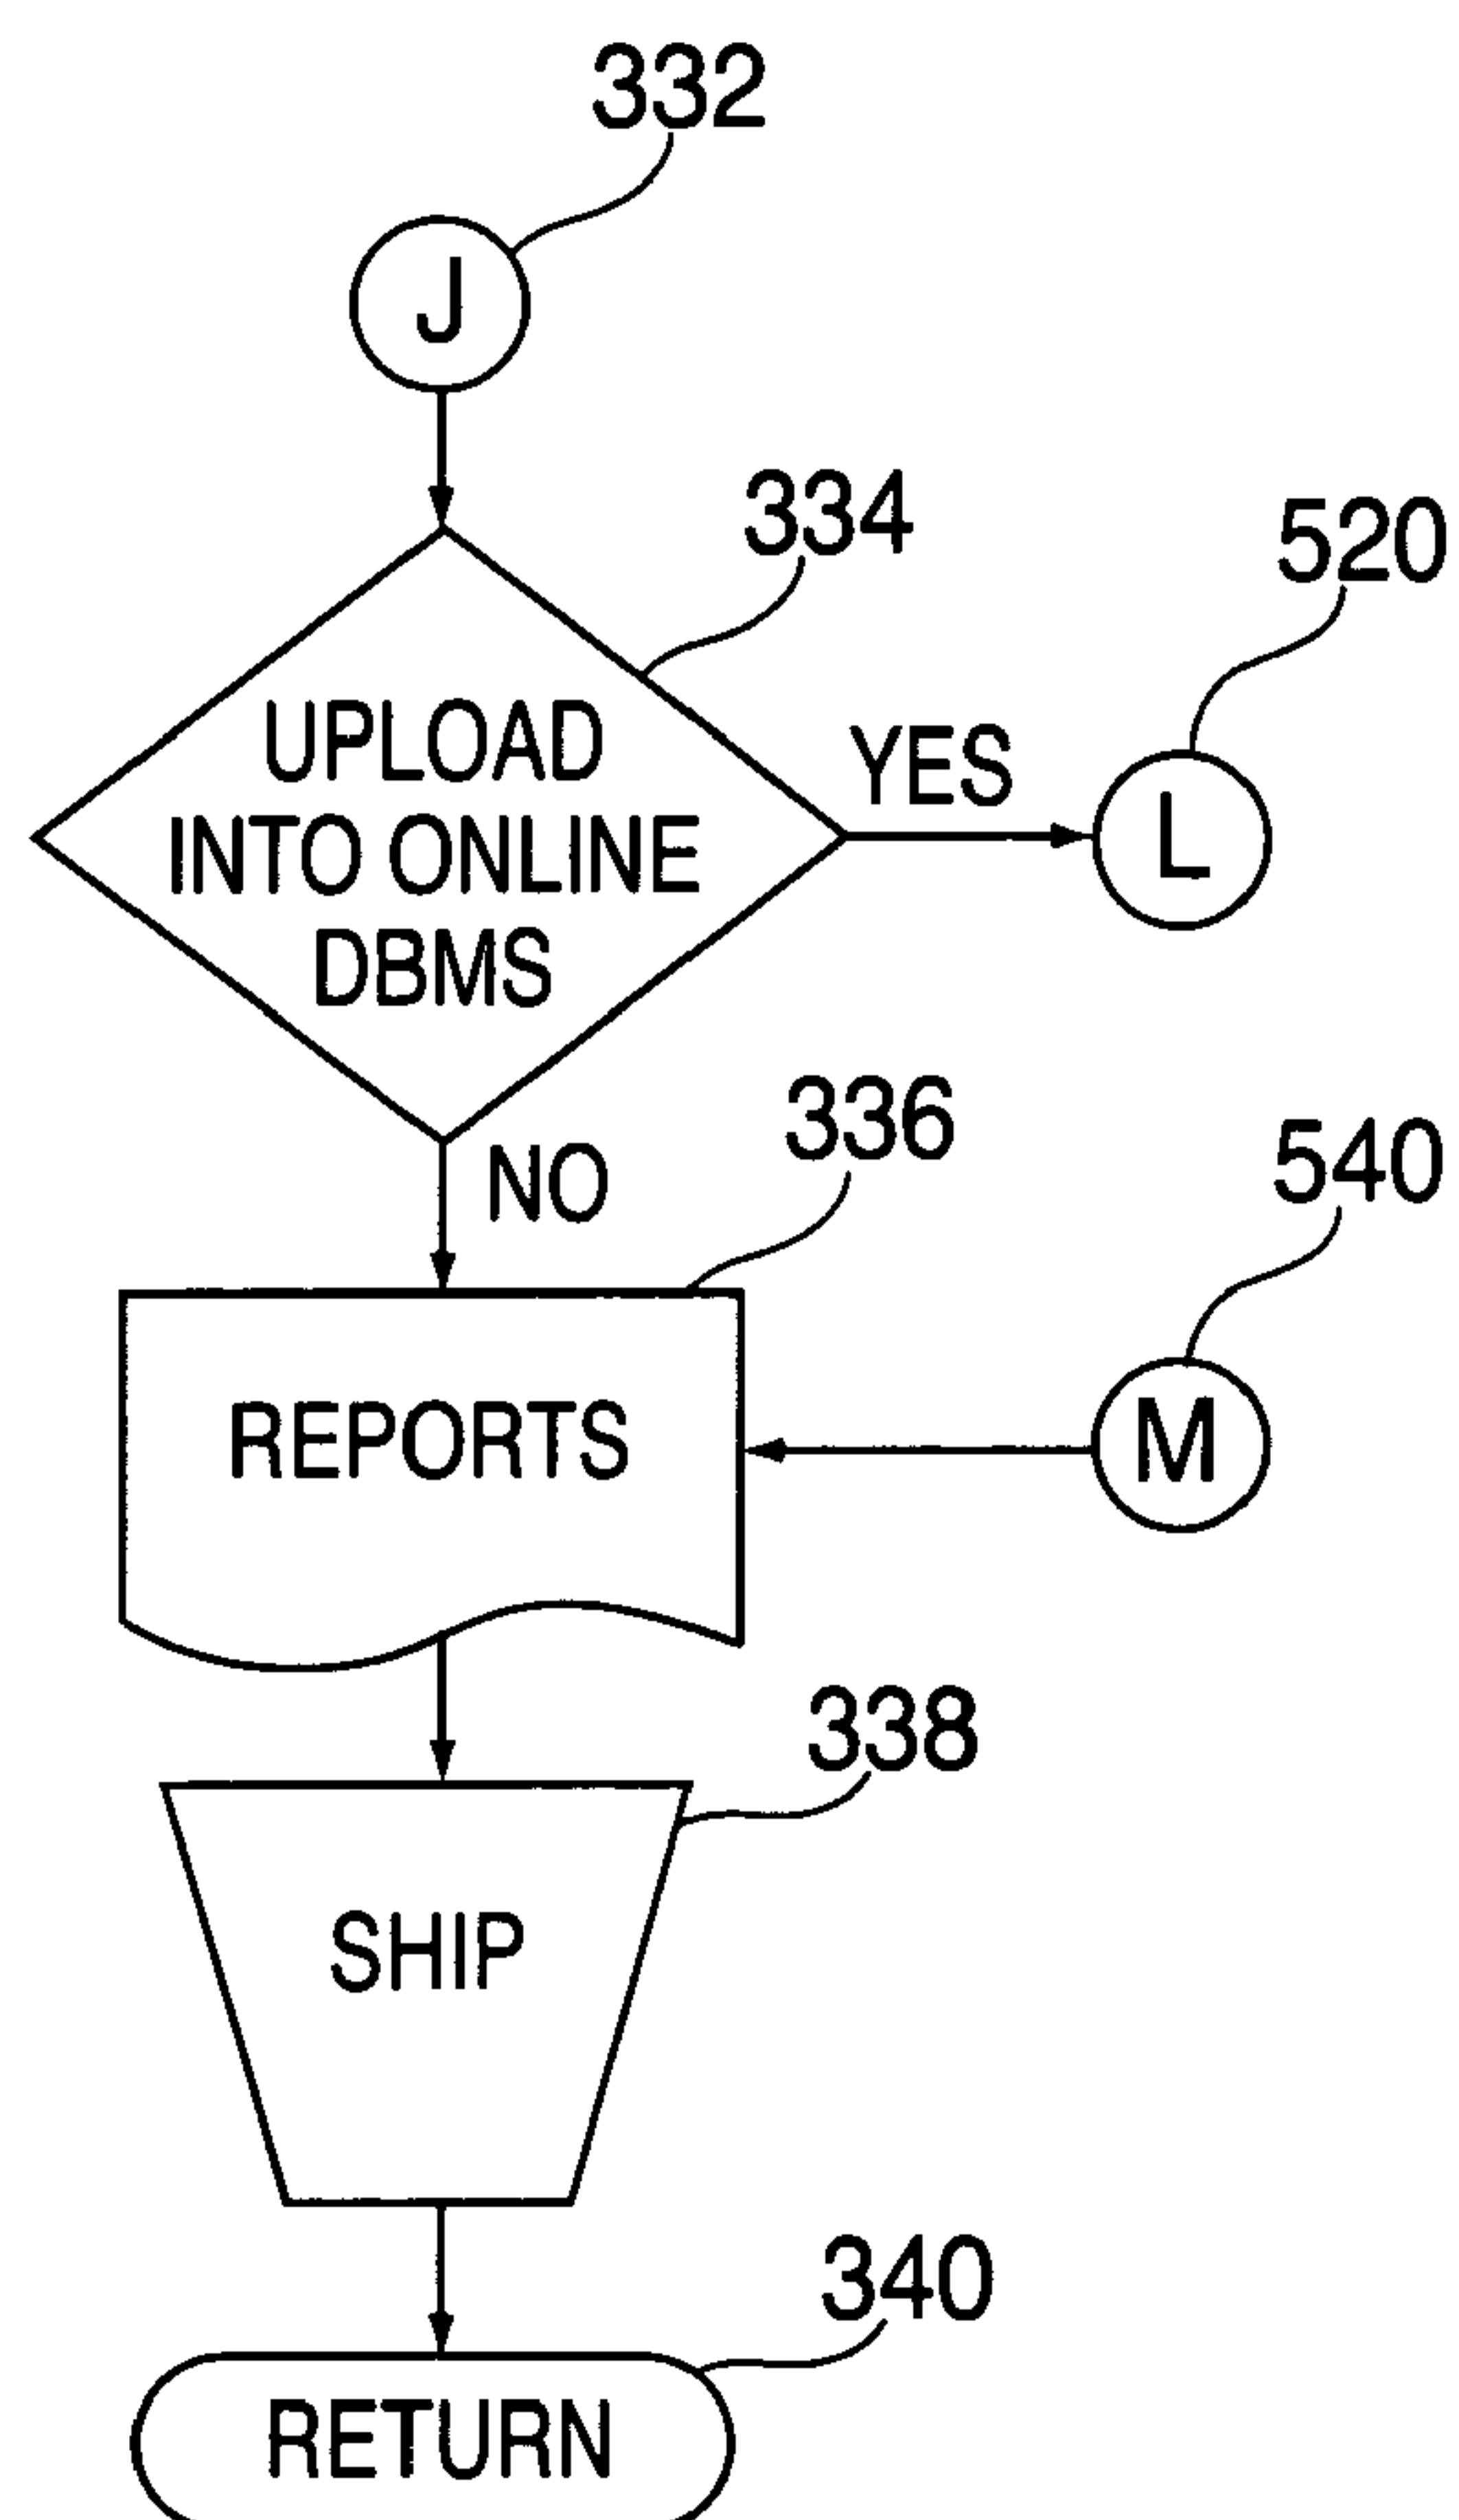 332
J
334
520
UPLOAD
INTO ONLINE
DBMS
YES
L
NO
336
540
REPORTS
M
338
SHIP
340
RETURN